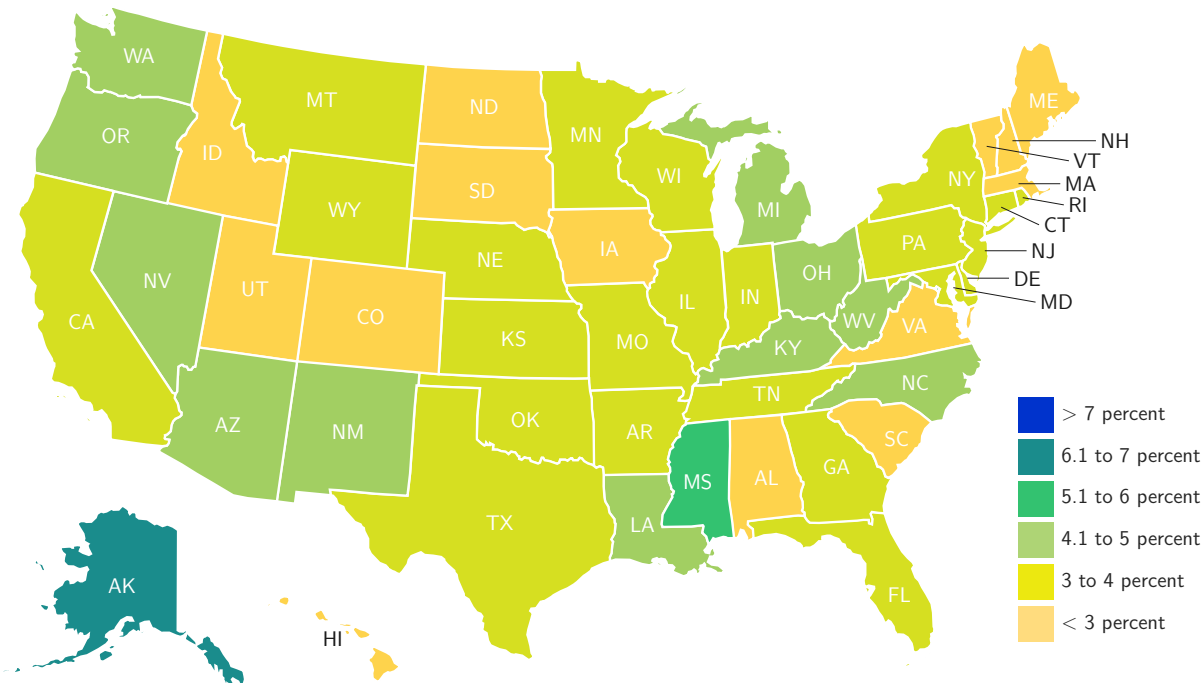 WA
MT
ND
MN
ME
OR
ID
NH
VT
WI
NY
MA
SD
RI
WY
MI
CT
PA
NJ
IA
NE
OH
DE
NV
UT
IN
IL
MD
CO
WV
VA
CA
KS
MO
KY
NC
TN
AZ
NM
OK
AR
SC
> 7 percent
GA
6.1 to 7 percent
MS
AL
5.1 to 6 percent
TX
LA
4.1 to 5 percent
AK
3 to 4 percent
FL
HI
< 3 percent